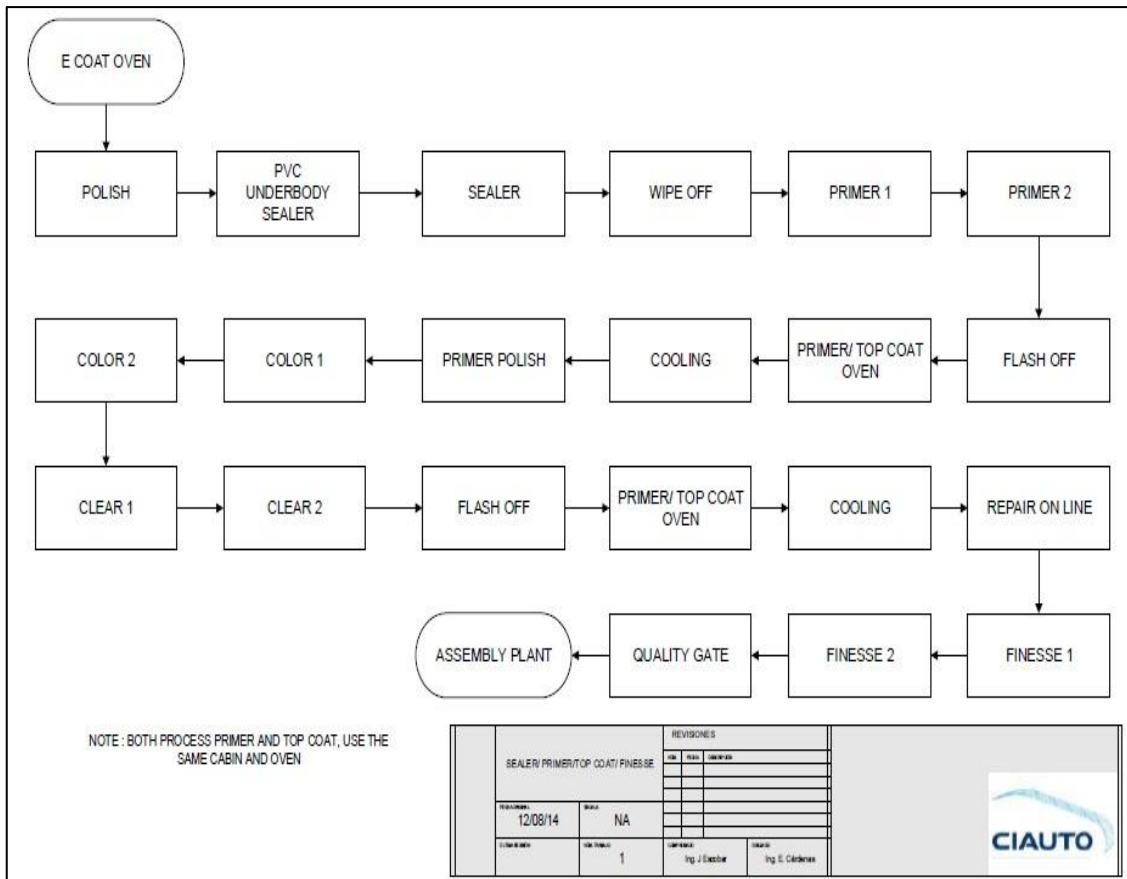 E COAT OVEN
POLISH
PVC
UNDERBODY
SEALER
SEALER
WIPE OFF
PRIMER 1
PRIMER 2
COLOR 2
COLOR 1
PRIMER POLISH
COOLING
PRIMER/ TOP COAT
OVEN
FLASH OFF
CLEAR 1
CLEAR 2
FLASH OFF
PRIMER/ TOP COAT
OVEN
COOLING
REPAIR ON LINE
ASSEMBLY PLANT
QUALITY GATE
FINESSE 2
FINESSE 1
NOTE : BOTH PROCESS PRIMER AND TOP COAT, USE THE
SAME CABIN AND OVEN
SEALER/ PRIMER/TOP COAT/ FINESSE
REVISIONES
12/08/14
NA
1
Ing. J Escobar
Ing. E. Cárdenas
CIAUTO